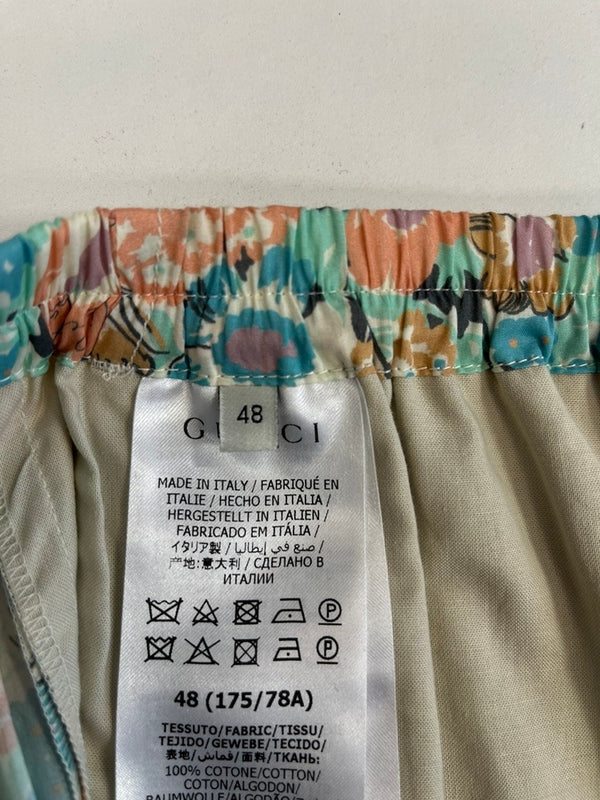 48
GUCCI
MADE IN ITALY / FABRIQUÉ EN
ITALIE / HECHO EN ITALIA /
HERGESTELLT IN ITALIEN /
FABRICADO EM ITÁLIA /
イタリア製 / صنع في إيطاليا /
产地:意大利 / СДЕЛАНО В
ИТАЛИИ
P
P
48 (175/78A)
TESSUTO/FABRIC/TISSU/
TEJIDO/GEWEBE/TECIDO/
表地/قماش/面料/ТКАНЬ:
100% COTONE/COTTON/
COTON/ALGODON/
BAUMWOLLE/ALGODÃO/